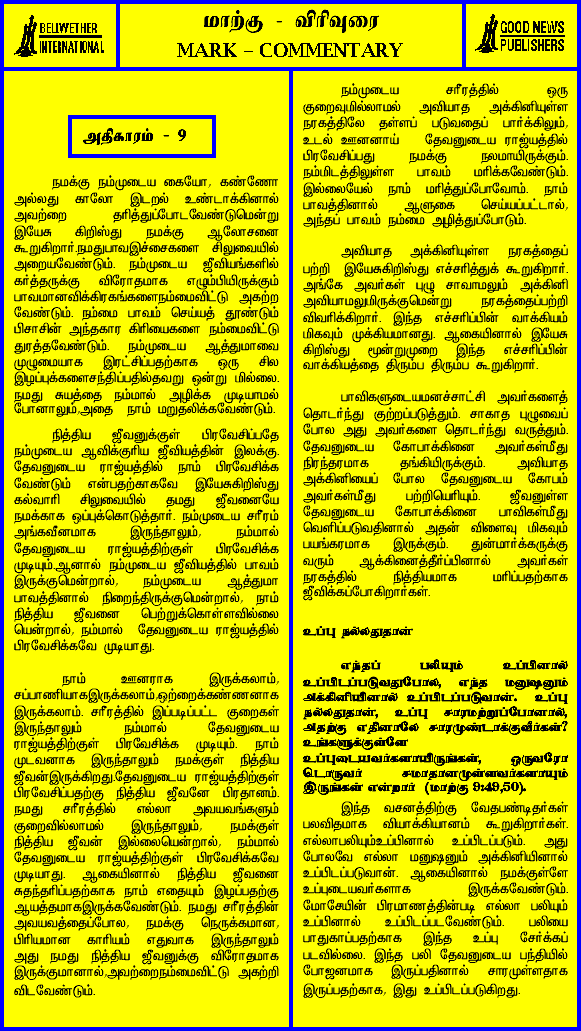 BELWETHER
INTERNATIONAL
மாற்கு - விரிவுரை
MARK – COMMENTARY
GOOD NEWS
PUBLISHERS
அதிகாரம் - 9
நமக்கு நம்முடைய கையோ, கண்ணோ
அல்லது காலோ இடறல் உண்டாக்கினால்
அவற்றை தரித்துப்போடவேண்டுமென்று
இயேசு கிறிஸ்து நமக்கு ஆலோசனை
கூறுகிறார்.நமதுபாவஇச்சைகளை சிலுவையில்
அறையவேண்டும். நம்முடைய ஜீவியங்களில்
கர்த்தருக்கு விரோதமாக எழும்பியிருக்கும்
பாவமானவிக்கிரகங்களைநம்மைவிட்டு அகற்ற
வேண்டும். நம்மை பாவம் செய்யத் தூண்டும்
பிசாசின் அந்தகார கிரியைகளை நம்மைவிட்டு
துரத்தவேண்டும். நம்முடைய ஆத்துமாவை
முழுமையாக இரட்சிப்பதற்காக ஒரு சில
இழப்புக்களைசந்திப்பதில்தவறு ஒன்று மில்லை.
நமது சுயத்தை நம்மால் அழிக்க முடியாமல்
போனாலும்,அதை நாம் மறுதலிக்கவேண்டும்.
நித்திய ஜீவனுக்குள் பிரவேசிப்பதே
நம்முடைய ஆவிக்குரிய ஜீவியத்தின் இலக்கு.
தேவனுடைய ராஜ்யத்தில் நாம் பிரவேசிக்க
வேண்டும் என்பதற்காகவே இயேசுகிறிஸ்து
கல்வாரி சிலுவையில் தமது ஜீவனையே
நமக்காக ஒப்புக்கொடுத்தார். நம்முடைய சரீரம்
அங்கவீனமாக இருந்தாலும், நம்மால்
தேவனுடைய ராஜ்யத்திற்குள் பிரவேசிக்க
முடியும்.ஆனால் நம்முடைய ஜீவியத்தில் பாவம்
இருக்குமென்றால், நம்முடைய ஆத்துமா
பாவத்தினால் நிறைந்திருக்குமென்றால், நாம்
நித்திய ஜீவனை பெற்றுக்கொள்ளவில்லை
யென்றால், நம்மால் தேவனுடைய ராஜ்யத்தில்
பிரவேசிக்கவே முடியாது.
நாம் ஊனராக இருக்கலாம்,
சப்பாணியாகஇருக்கலாம்,ஒற்றைக்கண்ணனாக
இருக்கலாம். சரீரத்தில் இப்படிப்பட்ட குறைகள்
இருந்தாலும் நம்மால் தேவனுடைய
ராஜ்யத்திற்குள் பிரவேசிக்க முடியும். நாம்
முடவனாக இருந்தாலும் நமக்குள் நித்திய
ஜீவன்இருக்கிறது.தேவனுடைய ராஜ்யத்திற்குள்
பிரவேசிப்பதற்கு நித்திய ஜீவனே பிரதானம்.
நமது சரீரத்தில் எல்லா அவயவங்களும்
குறைவில்லாமல் இருந்தாலும், நமக்குள்
நித்திய ஜீவன் இல்லையென்றால், நம்மால்
தேவனுடைய ராஜ்யத்திற்குள் பிரவேசிக்கவே
முடியாது. ஆகையினால் நித்திய ஜீவனை
சுதந்தரிப்பதற்காக நாம் எதையும் இழப்பதற்கு
ஆயத்தமாகஇருக்கவேண்டும். நமது சரீரத்தின்
அவயவத்தைப்போல, நமக்கு நெருக்கமான,
பிரியமான காரியம் எதுவாக இருந்தாலும்
அது நமது நித்திய ஜீவனுக்கு விரோதமாக
இருக்குமானால்,அவற்றைநம்மைவிட்டு அகற்றி
விடவேண்டும்.
நம்முடைய சரீரத்தில் ஒரு
குறைவுமில்லாமல் அவியாத அக்கினியுள்ள
நரகத்திலே தள்ளப் படுவதைப் பார்க்கிலும்,
உடல் ஊனனாய் தேவனுடைய ராஜ்யத்தில்
பிரவேசிப்பது நமக்கு நலமாயிருக்கும்.
நம்மிடத்திலுள்ள பாவம் மரிக்கவேண்டும்.
இல்லையேல் நாம் மரித்துப்போவோம். நாம்
பாவத்தினால் ஆளுகை செய்யப்பட்டால்,
அந்தப் பாவம் நம்மை அழித்துப்போடும்.
அவியாத அக்கினியுள்ள நரகத்தைப்
பற்றி இயேசுகிறிஸ்து எச்சரித்துக் கூறுகிறார்.
அங்கே அவர்கள் புழு சாவாமலும் அக்கினி
அவியாமலுமிருக்குமென்று நரகத்தைப்பற்றி
விவரிக்கிறார். இந்த எச்சரிப்பின் வாக்கியம்
மிகவும் முக்கியமானது. ஆகையினால் இயேசு
கிறிஸ்து மூன்றுமுறை இந்த எச்சரிப்பின்
வாக்கியத்தை திரும்ப திரும்ப கூறுகிறார்.
பாவிகளுடையமனச்சாட்சி அவர்களைத்
தொடர்ந்து குற்றப்படுத்தும். சாகாத புழுவைப்
போல அது அவர்களை தொடர்ந்து வருத்தும்.
தேவனுடைய கோபாக்கினை அவர்கள்மீது
நிரந்தரமாக தங்கியிருக்கும். அவியாத
அக்கினியைப் போல தேவனுடைய கோபம்
அவர்கள்மீது பற்றியெரியும். ஜீவனுள்ள
தேவனுடைய கோபாக்கினை பாவிகள்மீது
வெளிப்படுவதினால் அதன் விளைவு மிகவும்
பயங்கரமாக இருக்கும். துன்மார்க்கருக்கு
வரும் ஆக்கினைத்தீர்ப்பினால் அவர்கள்
நரகத்தில் நித்தியமாக மரிப்பதற்காக
ஜீவிக்கப்போகிறார்கள்.
உப்பு நல்லதுதான்
எந்தப் பலியும் உப்பினால்
உப்பிடப்படுவதுபோல, எந்த மனுஷனும்
அக்கினியினால் உப்பிடப்படுவான். உப்பு
நல்லதுதான், உப்பு சாரமற்றுப்போனால்,
அதற்கு எதினாலே சாரமுண்டாக்குவீர்கள்?
உங்களுக்குள்ளே
உப்புடையவர்களாயிருங்கள், ஒருவரோ
டொருவர் சமாதானமுள்ளவர்களாயும்
இருங்கள் என்றார் (மாற்கு 9:49,50).
இந்த வசனத்திற்கு வேதபண்டிதர்கள்
பலவிதமாக வியாக்கியானம் கூறுகிறார்கள்.
எல்லாபலியும்உப்பினால் உப்பிடப்படும். அது
போலவே எல்லா மனுஷனும் அக்கினியினால்
உப்பிடப்படுவான். ஆகையினால் நமக்குள்ளே
உப்புடையவர்களாக இருக்கவேண்டும்.
மோசேயின் பிரமாணத்தின்படி எல்லா பலியும்
உப்பினால் உப்பிடப்படவேண்டும். பலியை
பாதுகாப்பதற்காக இந்த உப்பு சேர்க்கப்
படவில்லை. இந்த பலி தேவனுடைய பந்தியில்
போஜனமாக இருப்பதினால் சாரமுள்ளதாக
இருப்பதற்காக, இது உப்பிடப்படுகிறது.